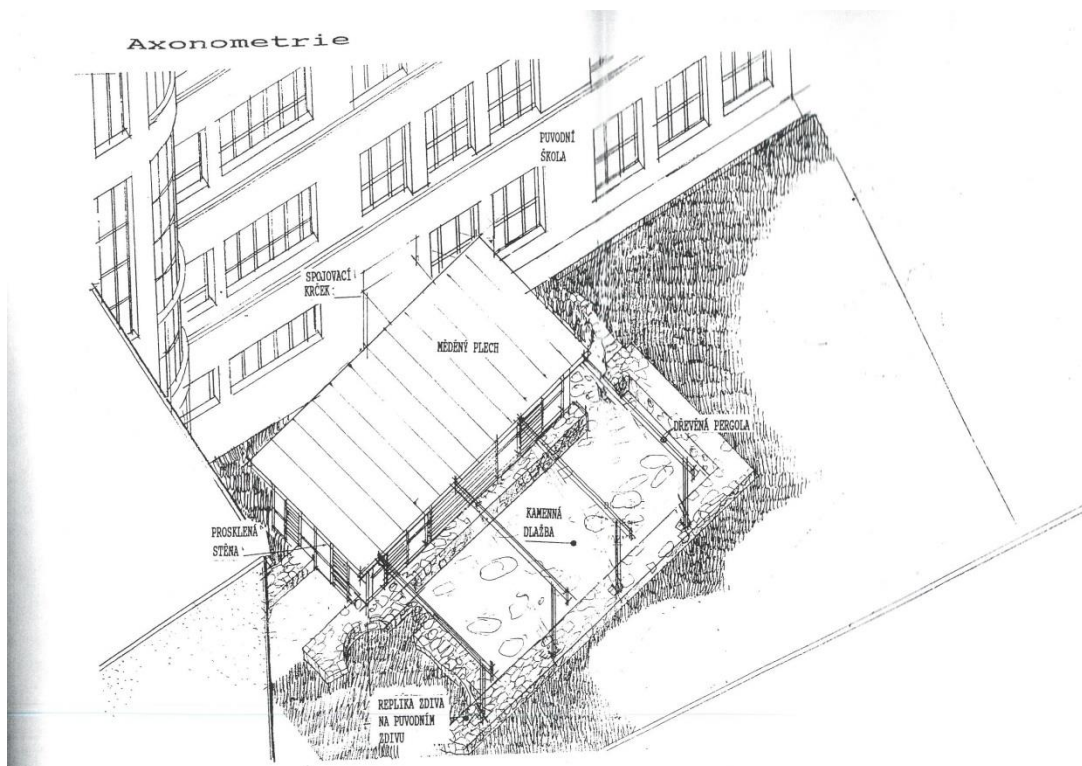 Axonometrie
PUVODNÍ
ŠKOLA
SPOJOVACÍ
KRČEK
MĚDĚNÝ PLECH
DŘEVĚNÁ PERGOLA
PROSKLENÁ
STĚNA
KAMENNÁ
DLAŽBA
REPLIKA ZDIVA
NA PUVODNÍM
ZDIVU